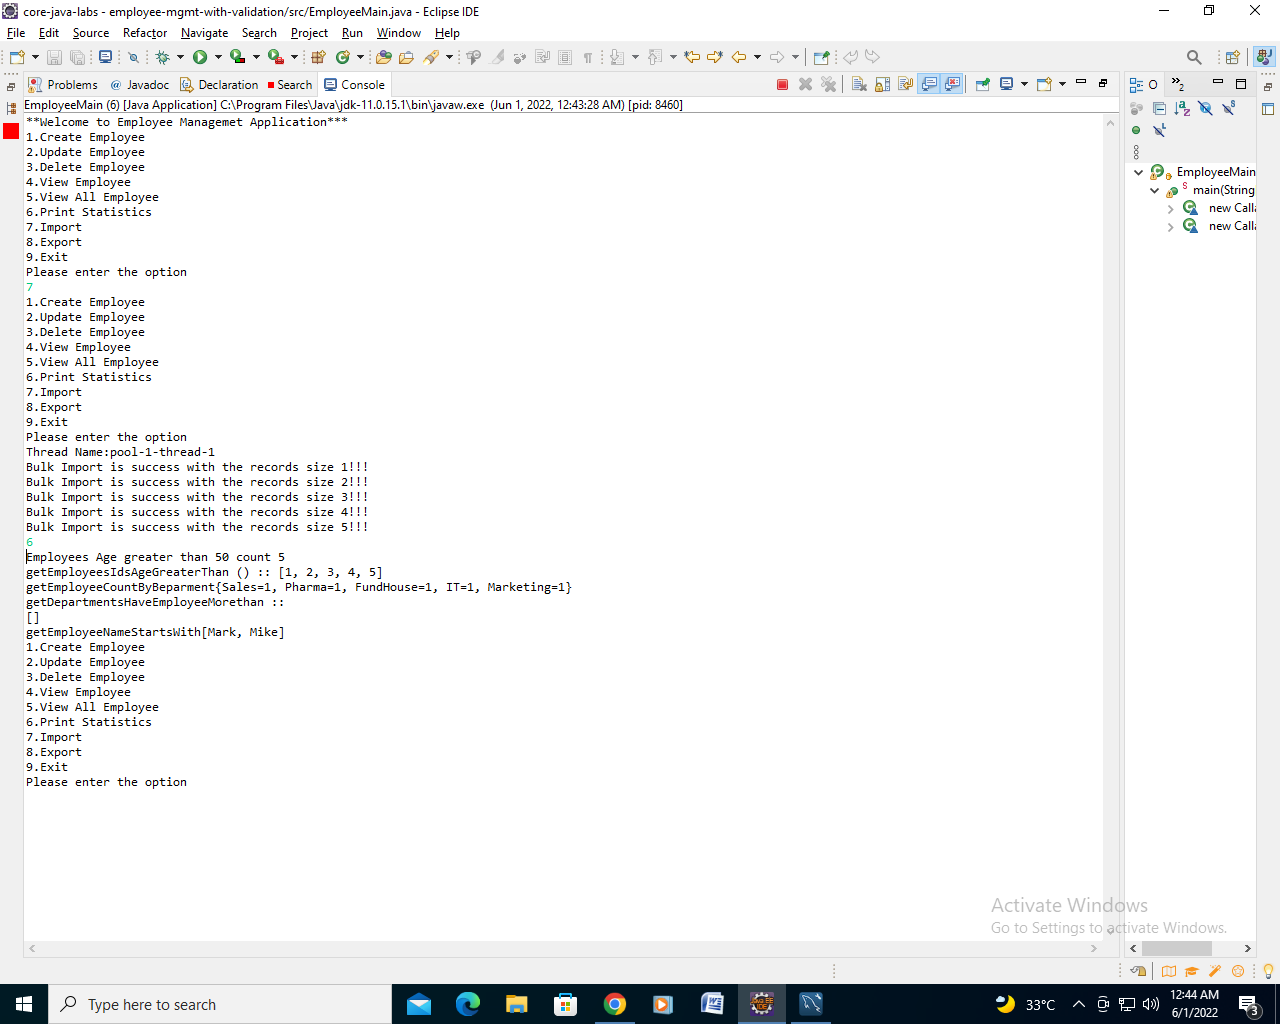 core-java-labs - employee-mgmt-with-validation/src/EmployeeMain.java - Eclipse IDE
File Edit Source Refactor Navigate Search Project Run Window Help
Problems @ Javadoc Declaration Search Console
EmployeeMain (6) [Java Application] C:\Program Files\Java\jdk-11.0.15.1\bin\javaw.exe (Jun 1, 2022, 12:43:28 AM) [pid: 8460]
**Welcome to Employee Managemet Application***
1.Create Employee
2.Update Employee
3.Delete Employee
4.View Employee
5.View All Employee
6.Print Statistics
7.Import
8.Export
9.Exit
Please enter the option
7
1.Create Employee
2.Update Employee
3.Delete Employee
4.View Employee
5.View All Employee
6.Print Statistics
7.Import
8.Export
9.Exit
Please enter the option
Thread Name:pool-1-thread-1
Bulk Import is success with the records size 1!!!
Bulk Import is success with the records size 2!!!
Bulk Import is success with the records size 3!!!
Bulk Import is success with the records size 4!!!
Bulk Import is success with the records size 5!!!
6
Employees Age greater than 50 count 5
getEmployeesIdsAgeGreaterThan () :: [1, 2, 3, 4, 5]
getEmployeeCountByBeparment{Sales=1, Pharma=1, FundHouse=1, IT=1, Marketing=1}
getDepartmentsHaveEmployeeMorethan ::
[]
getEmployeeNameStartsWith[Mark, Mike]
1.Create Employee
2.Update Employee
3.Delete Employee
4.View Employee
5.View All Employee
6.Print Statistics
7.Import
8.Export
9.Exit
Please enter the option
O
2
EmployeeMain
main(String
new Calla
new Calla
Activate Windows
Go to Settings to activate Windows.
Type here to search
33°C
12:44 AM
6/1/2022
3